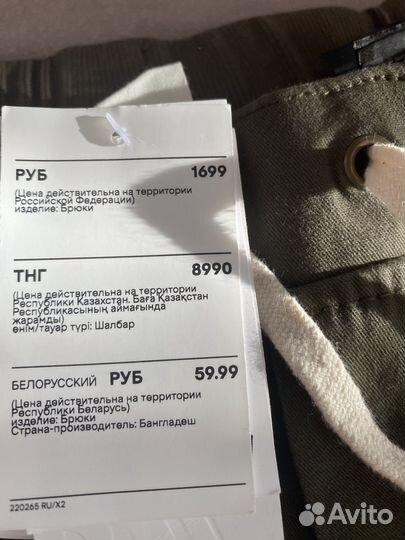 РУБ 1699
(Цена действительна на территории
Российской Федерации)
изделие: Брюки
ТНГ 8990
(Цена действительна на территории
Республики Казахстан. Баға Қазақстан
Республикасының аймағында
жарамды)
өнім/тауар түрі: Шалбар
БЕЛОРУССКИЙ РУБ 59.99
(Цена действительна на территории
Республики Беларусь)
изделие: Брюки
Страна-производитель: Бангладеш
220265 RU/X2
Avito